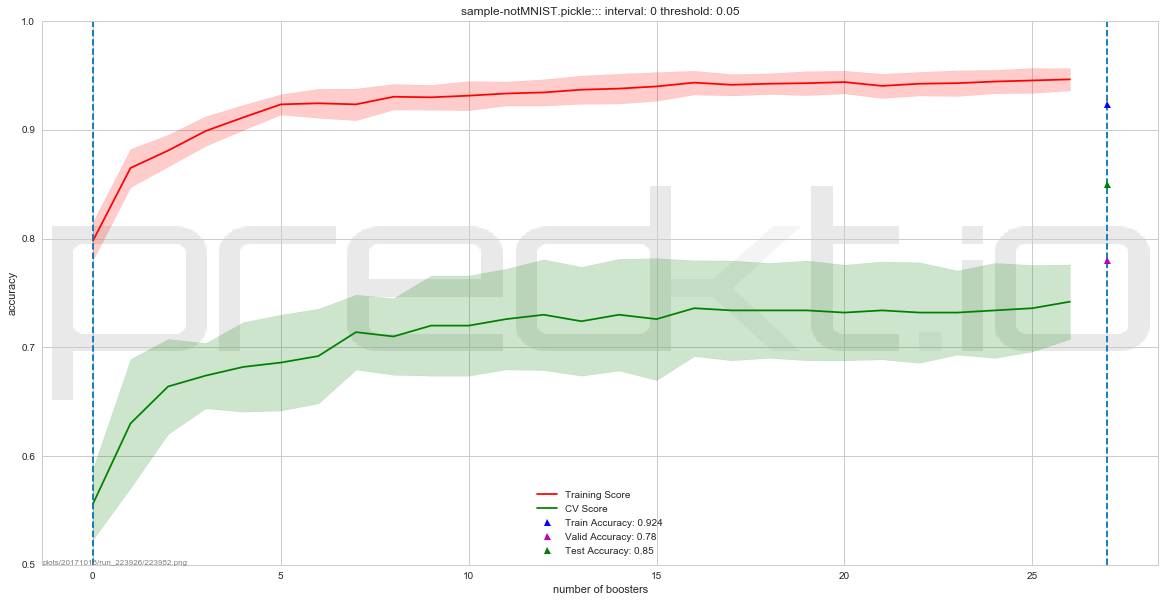 sample-notMNIST.pickle::: interval: 0 threshold: 0.05
1.0
0.9
0.8
0.7
0.6
0.5
accuracy
predkt.io
Training Score
CV Score
Train Accuracy: 0.924
Valid Accuracy: 0.78
Test Accuracy: 0.85
0
5
10
15
20
25
number of boosters